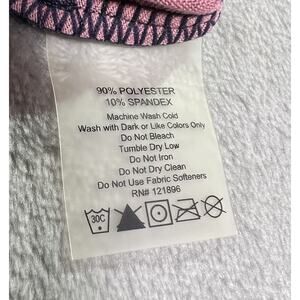 90% POLYESTER
10% SPANDEX
Machine Wash Cold
Wash with Dark or Like Colors Only
Do Not Bleach
Tumble Dry Low
Do Not Iron
Do Not Dry Clean
Do Not Use Fabric Softeners
RN# 121896
30C